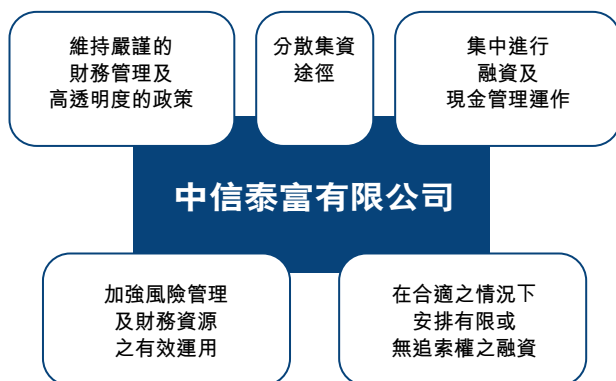 維持嚴謹的
財務管理及
高透明度的政策
分散集資
途徑
集中進行
融資及
現金管理運作
中信泰富有限公司
加強風險管理
及財務資源
之有效運用
在合適之情況下
安排有限或
無追索權之融資